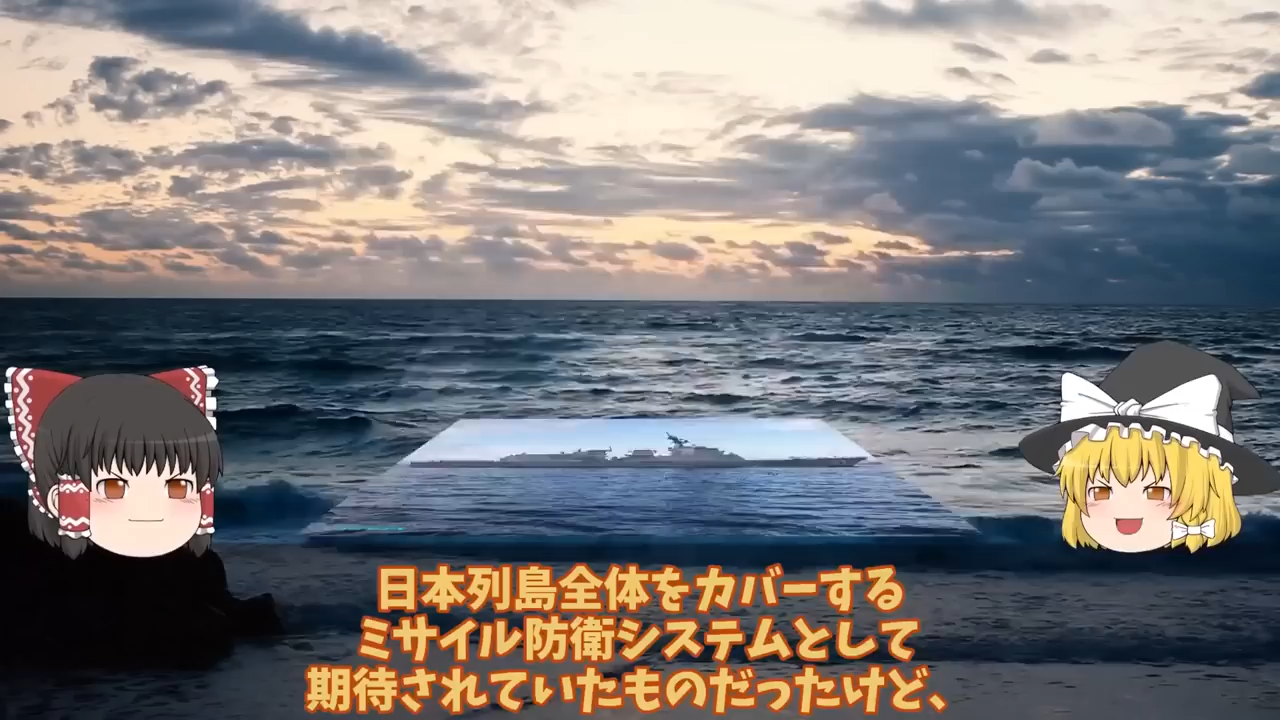 日本列島全体をカバーする
ミサイル防衛システムとして
期待されていたものだったけど、